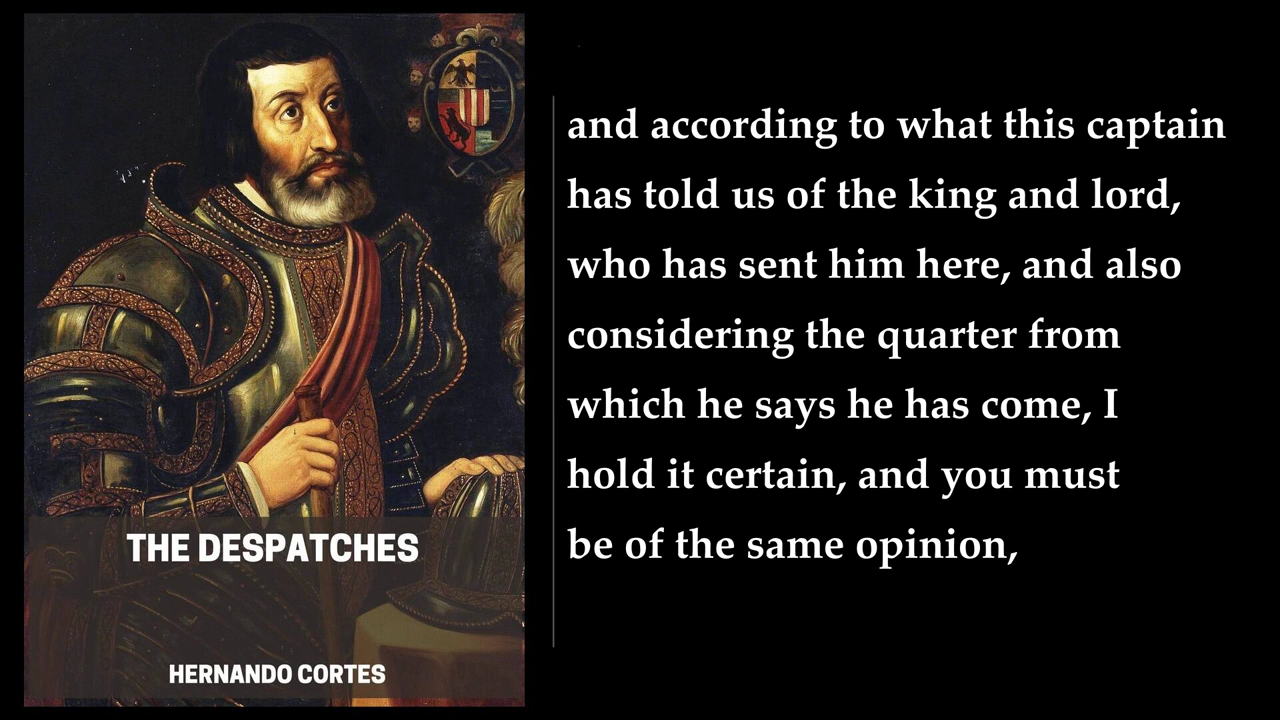 THE DESPATCHES
HERNANDO CORTES
and according to what this captain
has told us of the king and lord,
who has sent him here, and also
considering the quarter from
which he says he has come, I
hold it certain, and you must
be of the same opinion,